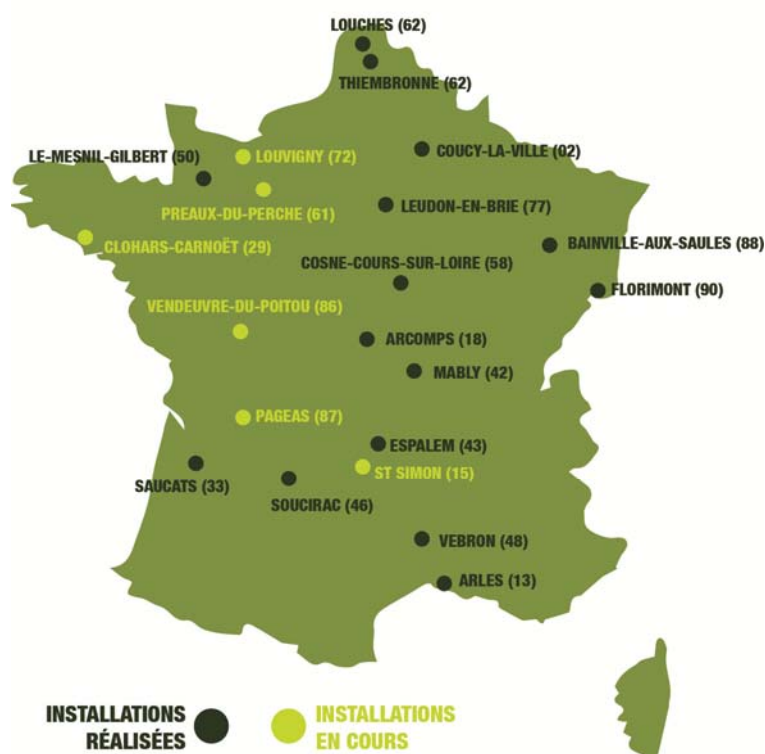 LOUCHES (62)
THIEMBRONNE (62)
LE-MESNIL-GILBERT (50)
LOUVIGNY (72)
COUCY-LA-VILLE (02)
PREAUX-DU-PERCHE (61)
LEUDON-EN-BRIE (77)
CLOHARS-CARNOËT (29)
BAINVILLE-AUX-SAULES (88)
COSNE-COURS-SUR-LOIRE (58)
FLORIMONT (90)
VENDEUVRE-DU-POITOU (86)
ARCOMPS (18)
MABLY (42)
PAGEAS (87)
ESPALEM (43)
ST SIMON (15)
SAUCATS (33)
SOUCIRAC (46)
VEBRON (48)
ARLES (13)
INSTALLATIONS
RÉALISÉES
INSTALLATIONS
EN COURS